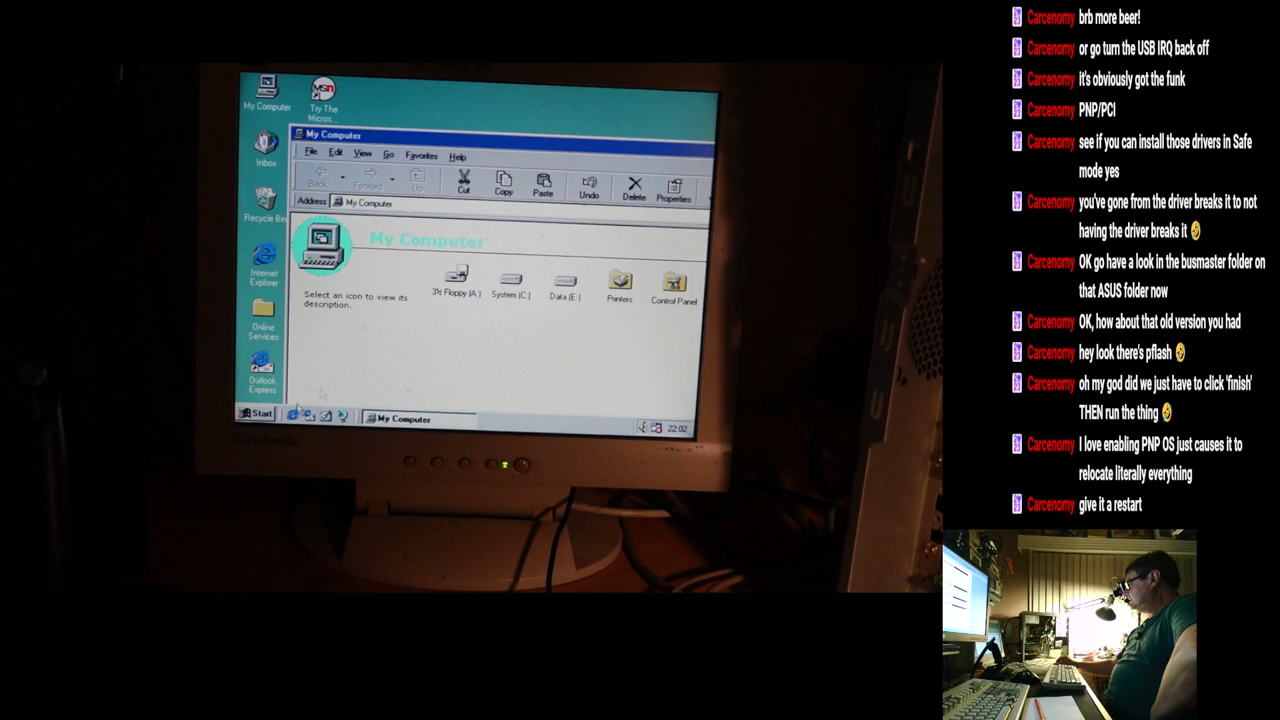 My Computer
MSN
Try The
Micros...
Inbox
Recycle Bin
Internet
Explorer
Online
Services
Outlook
Express
My Computer
File Edit View Go Favorites Help
Back Forward Up Cut Copy Paste Undo Delete Properties
Address My Computer
My Computer
Select an icon to view its
description.
3½ Floppy (A:) System (C:) Data (E:) Printers Control Panel
Start My Computer 22:02
ViewSonic
Carcenomy brb more beer!
Carcenomy or go turn the USB IRQ back off
Carcenomy it's obviously got the funk
Carcenomy PNP/PCI
Carcenomy see if you can install those drivers in Safe
mode yes
Carcenomy you've gone from the driver breaks it to not
having the driver breaks it 🤣
Carcenomy OK go have a look in the busmaster folder on
that ASUS folder now
Carcenomy OK, how about that old version you had
Carcenomy hey look there's pflash 🤣
Carcenomy oh my god did we just have to click 'finish'
THEN run the thing 🤣
Carcenomy I love enabling PNP OS just causes it to
relocate literally everything
Carcenomy give it a restart